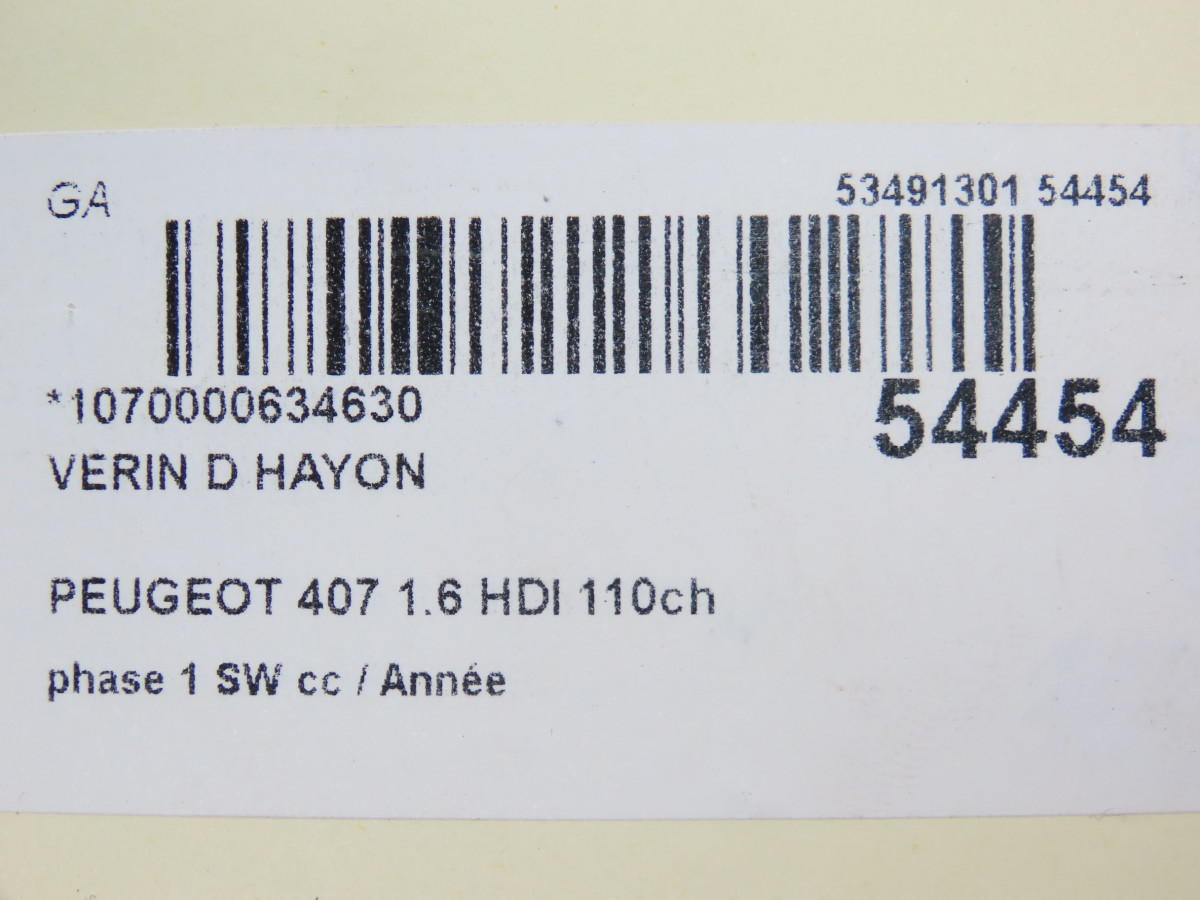 GA 53491301 54454
*1070000634630 54454
VERIN D HAYON
PEUGEOT 407 1.6 HDI 110ch
phase 1 SW cc / Année